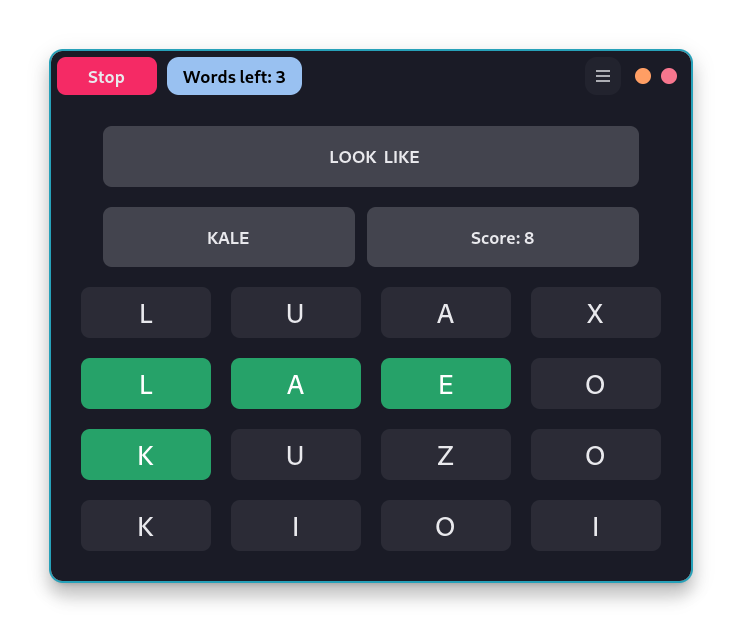 Stop Words left: 3
LOOK LIKE
KALE Score: 8
L U A X
L A E O
K U Z O
K I O I